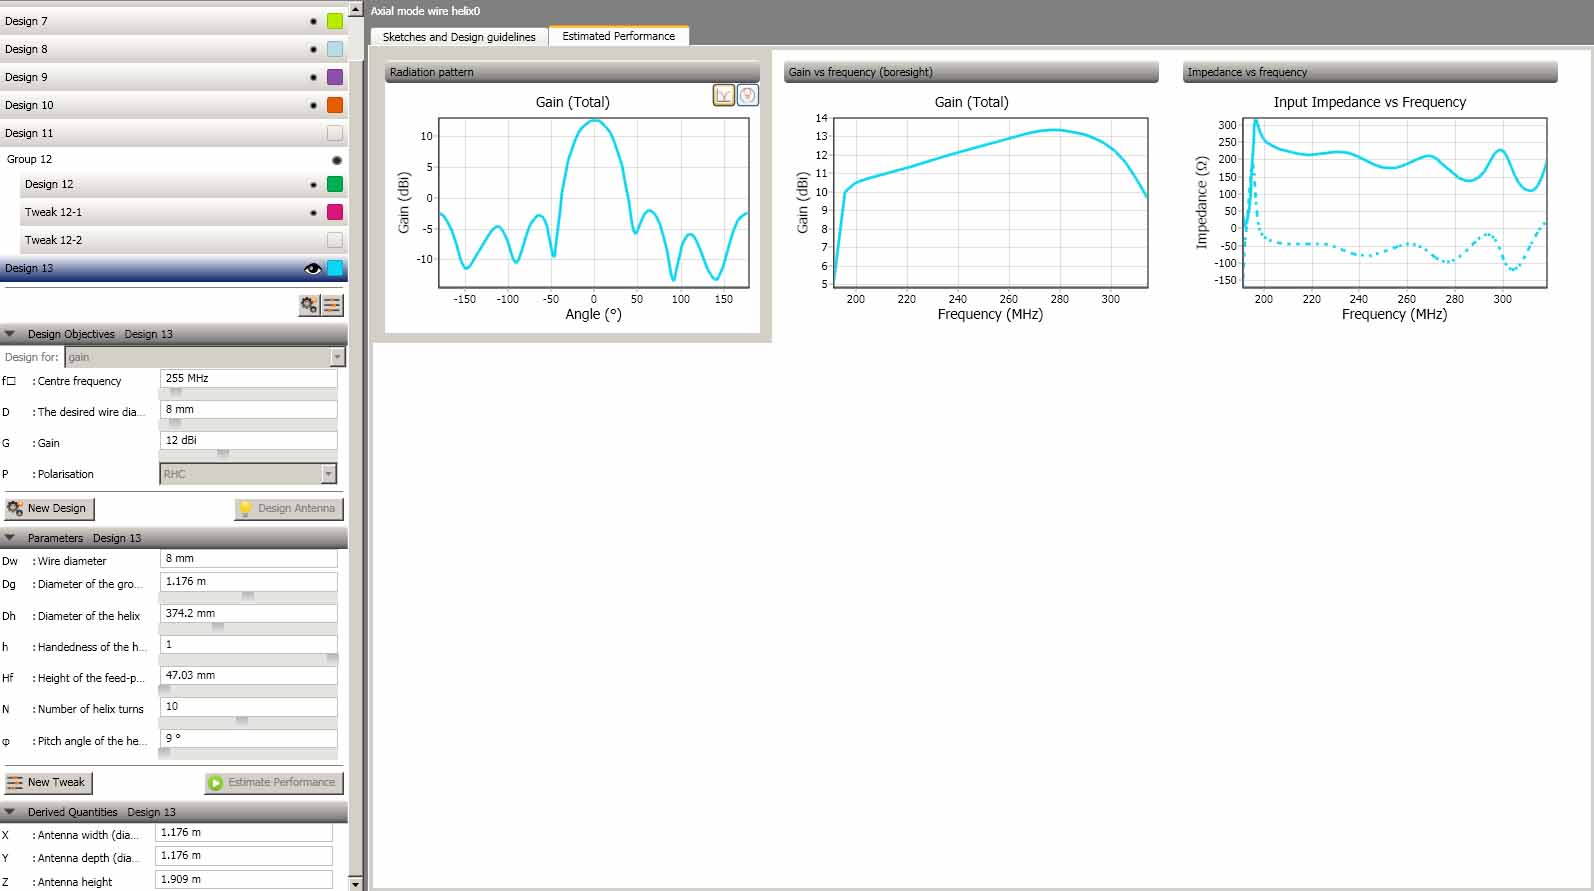 Design 7
Design 8
Design 9
Design 10
Design 11
Group 12
Design 12
Tweak 12-1
Tweak 12-2
Design 13
Design Objectives Design 13
Design for: gain
f□ : Centre frequency 255 MHz
D : The desired wire dia... 8 mm
G : Gain 12 dBi
P : Polarisation RHC
New Design Design Antenna
Parameters Design 13
Dw : Wire diameter 8 mm
Dg : Diameter of the gro... 1.176 m
Dh : Diameter of the helix 374.2 mm
h : Handedness of the h... 1
Hf : Height of the feed-p... 47.03 mm
N : Number of helix turns 10
φ : Pitch angle of the he... 9 °
New Tweak Estimate Performance
Derived Quantities Design 13
X : Antenna width (dia... 1.176 m
Y : Antenna depth (dia... 1.176 m
Z : Antenna height 1.909 m
Axial mode wire helix0
Sketches and Design guidelines Estimated Performance
Radiation pattern
Gain (Total)
Gain (dBi)
10
5
0
-5
-10
-150 -100 -50 0 50 100 150
Angle (°)
Gain vs frequency (boresight)
Gain (Total)
Gain (dBi)
14
13
12
11
10
9
8
7
6
5
200 220 240 260 280 300
Frequency (MHz)
Impedance vs frequency
Input Impedance vs Frequency
Impedance (Ω)
300
250
200
150
100
50
0
-50
-100
-150
200 220 240 260 280 300
Frequency (MHz)